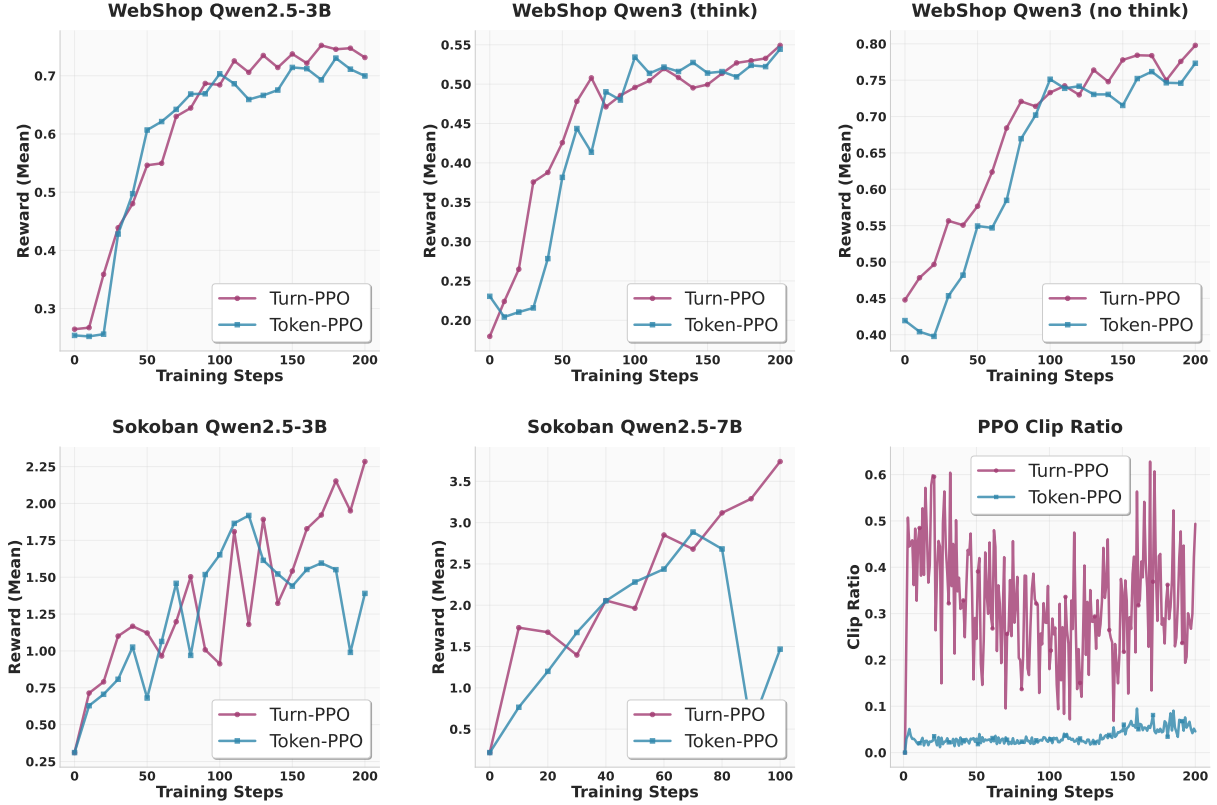 WebShop Qwen2.5-3B
Reward (Mean)
0.7
0.6
0.5
0.4
0.3
Turn-PPO
Token-PPO
0 50 100 150 200
Training Steps
WebShop Qwen3 (think)
Reward (Mean)
0.55
0.50
0.45
0.40
0.35
0.30
0.25
0.20
Turn-PPO
Token-PPO
0 50 100 150 200
Training Steps
WebShop Qwen3 (no think)
Reward (Mean)
0.80
0.75
0.70
0.65
0.60
0.55
0.50
0.45
0.40
Turn-PPO
Token-PPO
0 50 100 150 200
Training Steps
Sokoban Qwen2.5-3B
Reward (Mean)
2.25
2.00
1.75
1.50
1.25
1.00
0.75
0.50
0.25
Turn-PPO
Token-PPO
0 50 100 150 200
Training Steps
Sokoban Qwen2.5-7B
Reward (Mean)
3.5
3.0
2.5
2.0
1.5
1.0
0.5
Turn-PPO
Token-PPO
0 20 40 60 80 100
Training Steps
PPO Clip Ratio
Clip Ratio
0.6
0.5
0.4
0.3
0.2
0.1
0.0
Turn-PPO
Token-PPO
0 50 100 150 200
Training Steps